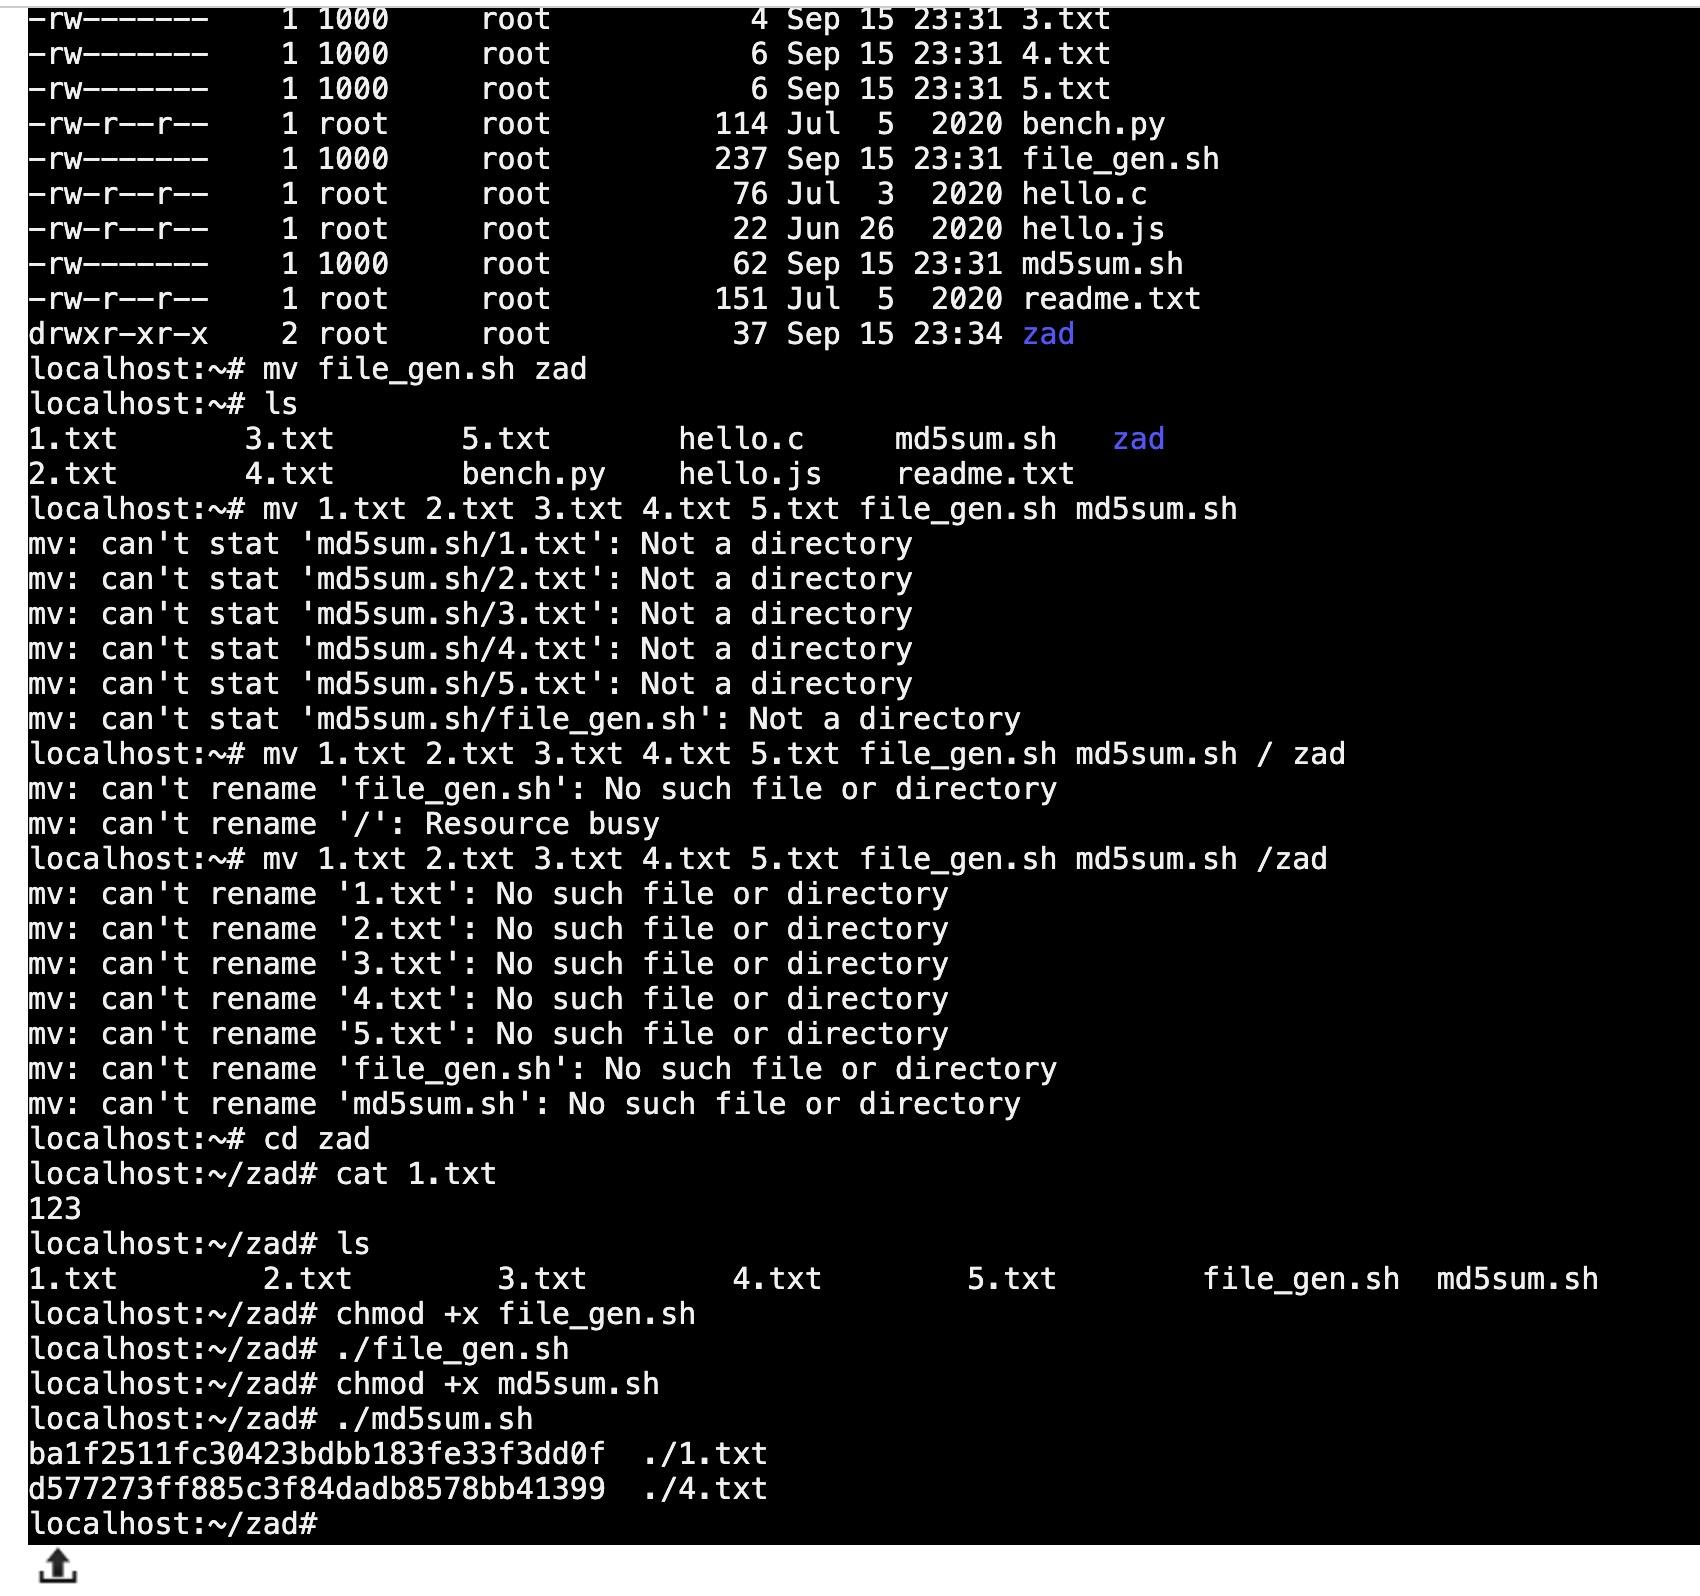 -rw-------    1 1000     root             4 Sep 15 23:31 3.txt
-rw-------    1 1000     root             6 Sep 15 23:31 4.txt
-rw-------    1 1000     root             6 Sep 15 23:31 5.txt
-rw-r--r--    1 root     root           114 Jul  5  2020 bench.py
-rw-------    1 1000     root           237 Sep 15 23:31 file_gen.sh
-rw-r--r--    1 root     root            76 Jul  3  2020 hello.c
-rw-r--r--    1 root     root            22 Jun 26  2020 hello.js
-rw-------    1 1000     root            62 Sep 15 23:31 md5sum.sh
-rw-r--r--    1 root     root           151 Jul  5  2020 readme.txt
drwxr-xr-x    2 root     root            37 Sep 15 23:34 zad
localhost:~# mv file_gen.sh zad
localhost:~# ls
1.txt       3.txt       5.txt       hello.c     md5sum.sh   zad
2.txt       4.txt       bench.py    hello.js    readme.txt
localhost:~# mv 1.txt 2.txt 3.txt 4.txt 5.txt file_gen.sh md5sum.sh
mv: can't stat 'md5sum.sh/1.txt': Not a directory
mv: can't stat 'md5sum.sh/2.txt': Not a directory
mv: can't stat 'md5sum.sh/3.txt': Not a directory
mv: can't stat 'md5sum.sh/4.txt': Not a directory
mv: can't stat 'md5sum.sh/5.txt': Not a directory
mv: can't stat 'md5sum.sh/file_gen.sh': Not a directory
localhost:~# mv 1.txt 2.txt 3.txt 4.txt 5.txt file_gen.sh md5sum.sh / zad
mv: can't rename 'file_gen.sh': No such file or directory
mv: can't rename '/': Resource busy
localhost:~# mv 1.txt 2.txt 3.txt 4.txt 5.txt file_gen.sh md5sum.sh /zad
mv: can't rename '1.txt': No such file or directory
mv: can't rename '2.txt': No such file or directory
mv: can't rename '3.txt': No such file or directory
mv: can't rename '4.txt': No such file or directory
mv: can't rename '5.txt': No such file or directory
mv: can't rename 'file_gen.sh': No such file or directory
mv: can't rename 'md5sum.sh': No such file or directory
localhost:~# cd zad
localhost:~/zad# cat 1.txt
123
localhost:~/zad# ls
1.txt        2.txt        3.txt        4.txt        5.txt        file_gen.sh  md5sum.sh
localhost:~/zad# chmod +x file_gen.sh
localhost:~/zad# ./file_gen.sh
localhost:~/zad# chmod +x md5sum.sh
localhost:~/zad# ./md5sum.sh
ba1f2511fc30423bdbb183fe33f3dd0f  ./1.txt
d577273ff885c3f84dadb8578bb41399  ./4.txt
localhost:~/zad#